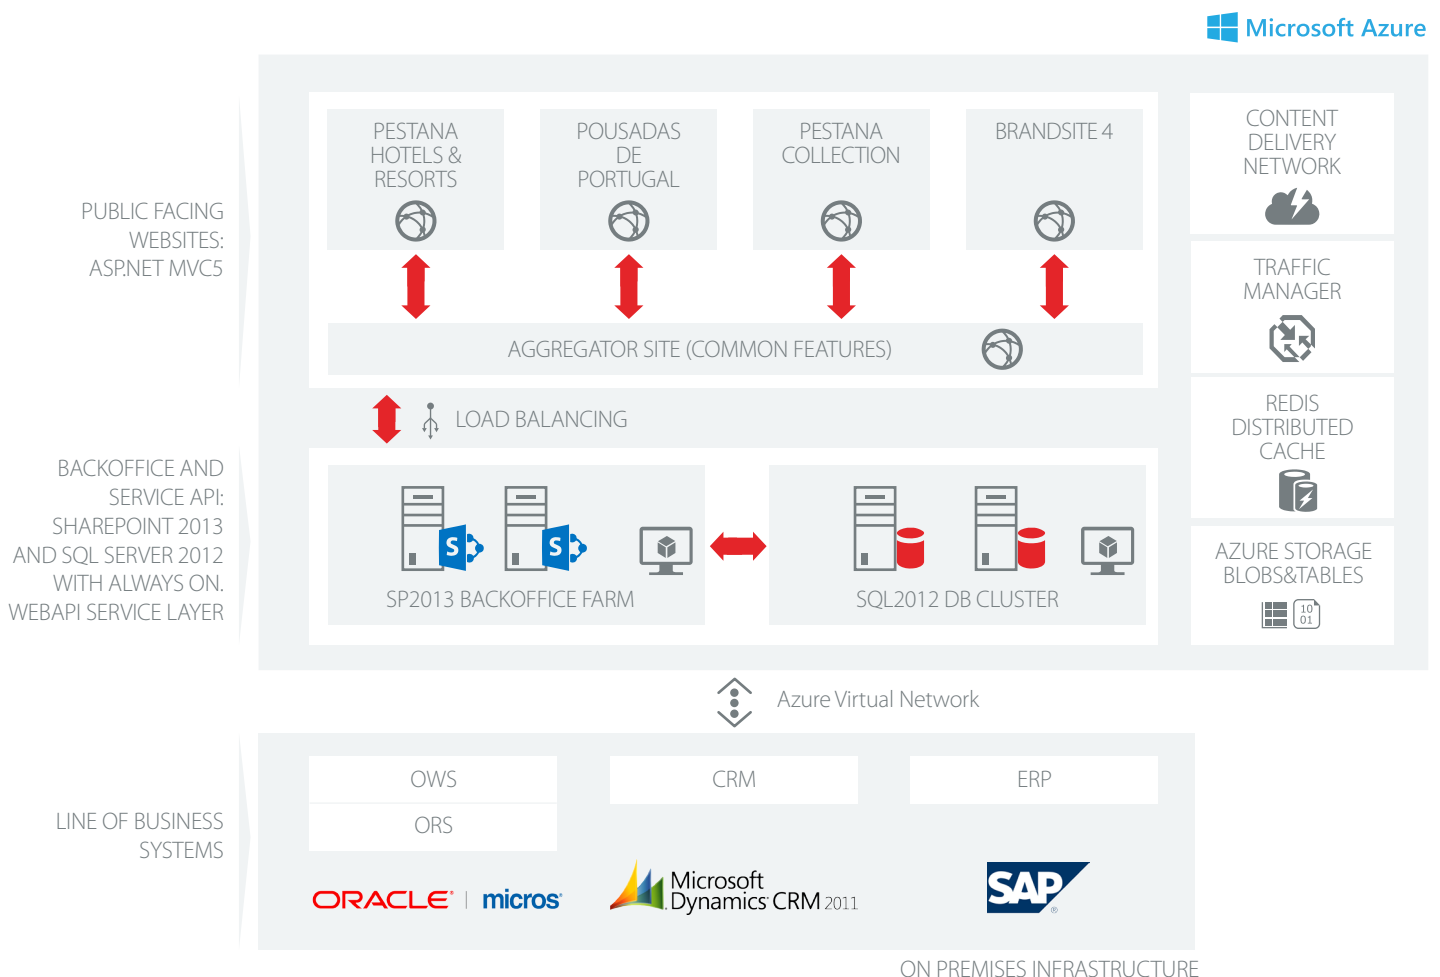 Microsoft Azure
PUBLIC FACING
WEBSITES:
ASP.NET MVC5
PESTANA
HOTELS &
RESORTS
POUSADAS
DE
PORTUGAL
PESTANA
COLLECTION
BRANDSITE 4
AGGREGATOR SITE (COMMON FEATURES)
CONTENT
DELIVERY
NETWORK
TRAFFIC
MANAGER
REDIS
DISTRIBUTED
CACHE
AZURE STORAGE
BLOBS&TABLES
10
01
LOAD BALANCING
BACKOFFICE AND
SERVICE API:
SHAREPOINT 2013
AND SQL SERVER 2012
WITH ALWAYS ON.
WEBAPI SERVICE LAYER
S
S
SP2013 BACKOFFICE FARM
SQL2012 DB CLUSTER
Azure Virtual Network
LINE OF BUSINESS
SYSTEMS
OWS
ORS
CRM
ERP
ORACLE® | micros®
Microsoft
Dynamics CRM 2011
SAP®
ON PREMISES INFRASTRUCTURE